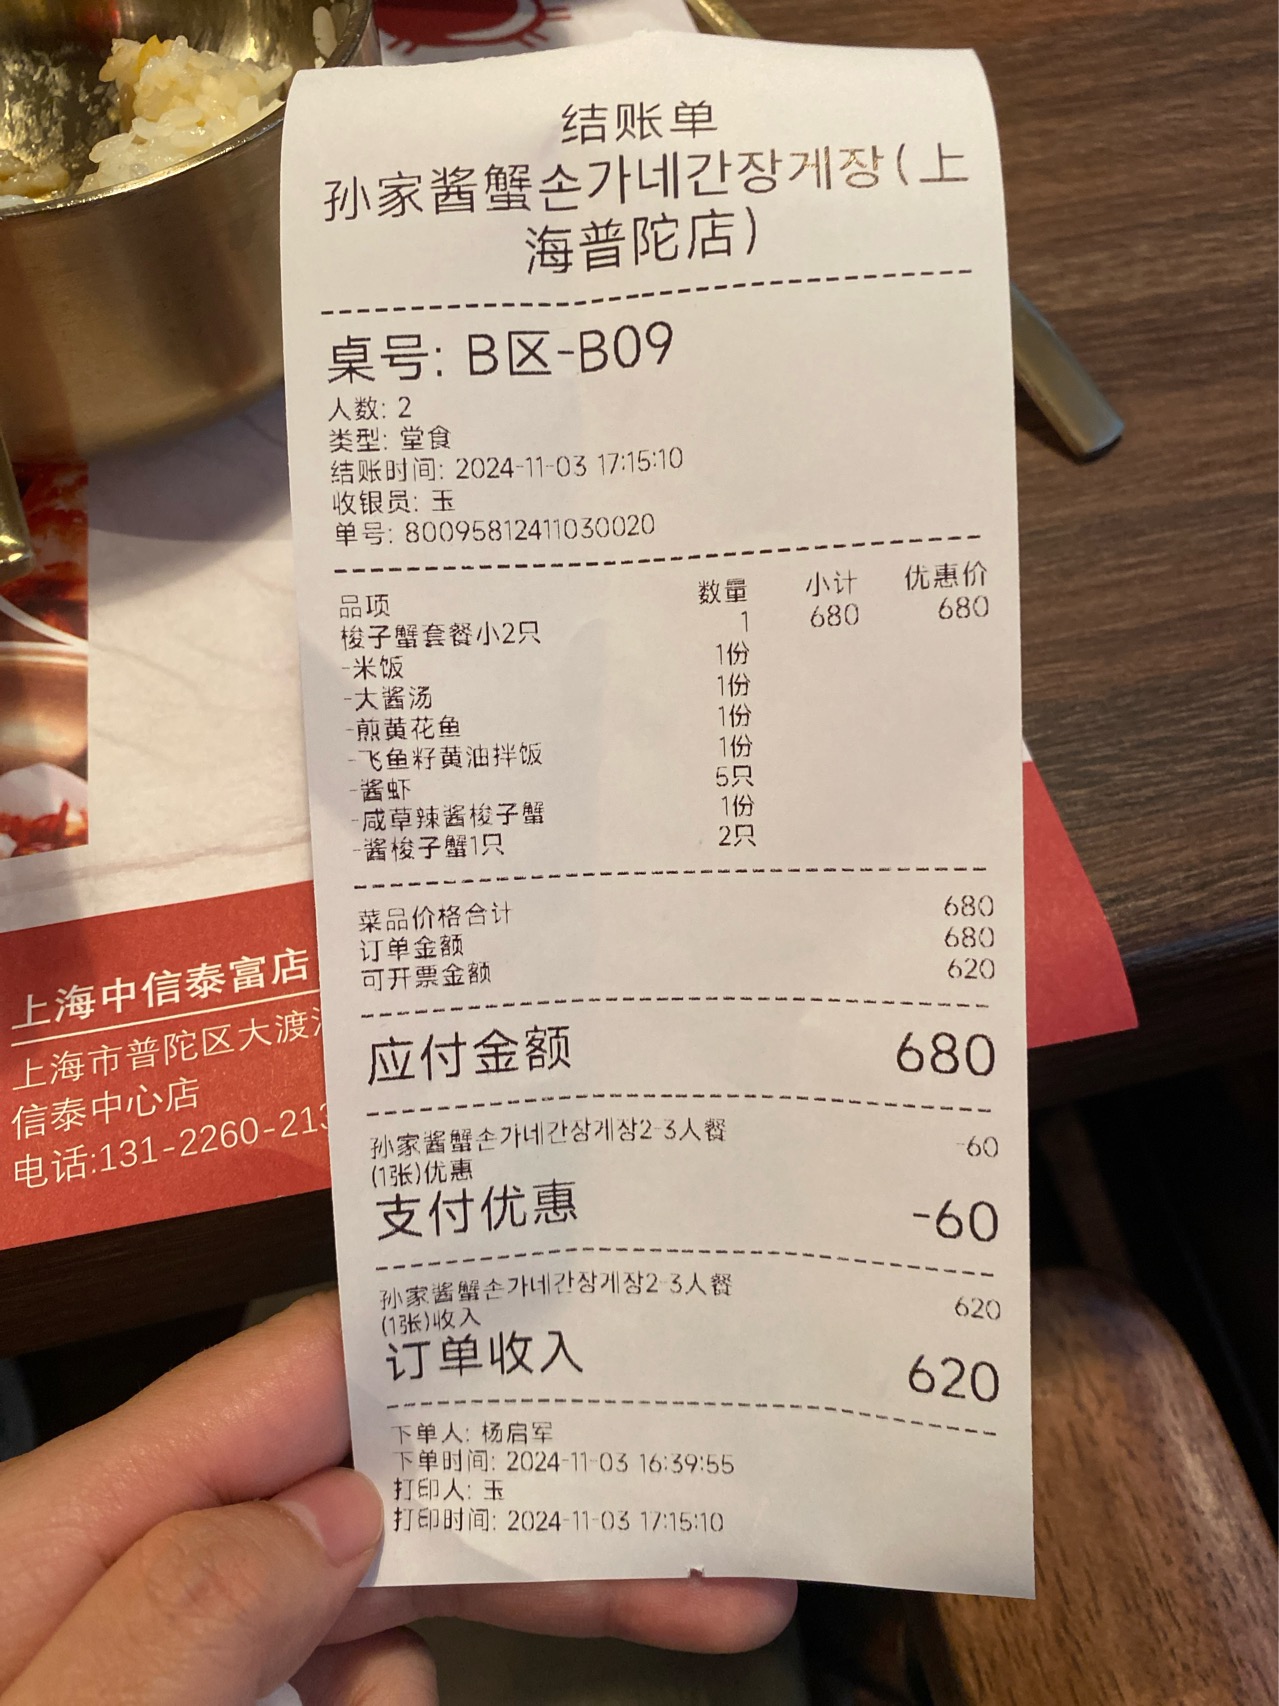 结账单
孙家酱蟹손가네간장게장(上
海普陀店)
桌号: B区-B09
人数: 2
类型: 堂食
结账时间: 2024-11-03 17:15:10
收银员: 玉
单号: 80095812411030020
品项 数量 小计 优惠价
梭子蟹套餐小2只 1 680 680
-米饭 1份
-大酱汤 1份
-煎黄花鱼 1份
-飞鱼籽黄油拌饭 1份
-酱虾 5只
-咸草辣酱梭子蟹 1份
-酱梭子蟹1只 2只
菜品价格合计 680
订单金额 680
可开票金额 620
应付金额 680
孙家酱蟹손가네간장게장2-3人餐 -60
(1张)优惠
支付优惠 -60
孙家酱蟹손가네간장게장2-3人餐 620
(1张)收入
订单收入 620
下单人: 杨启军
下单时间: 2024-11-03 16:39:55
打印人: 玉
打印时间: 2024-11-03 17:15:10
上海中信泰富店
上海市普陀区大渡
信泰中心店
电话:131-2260-213